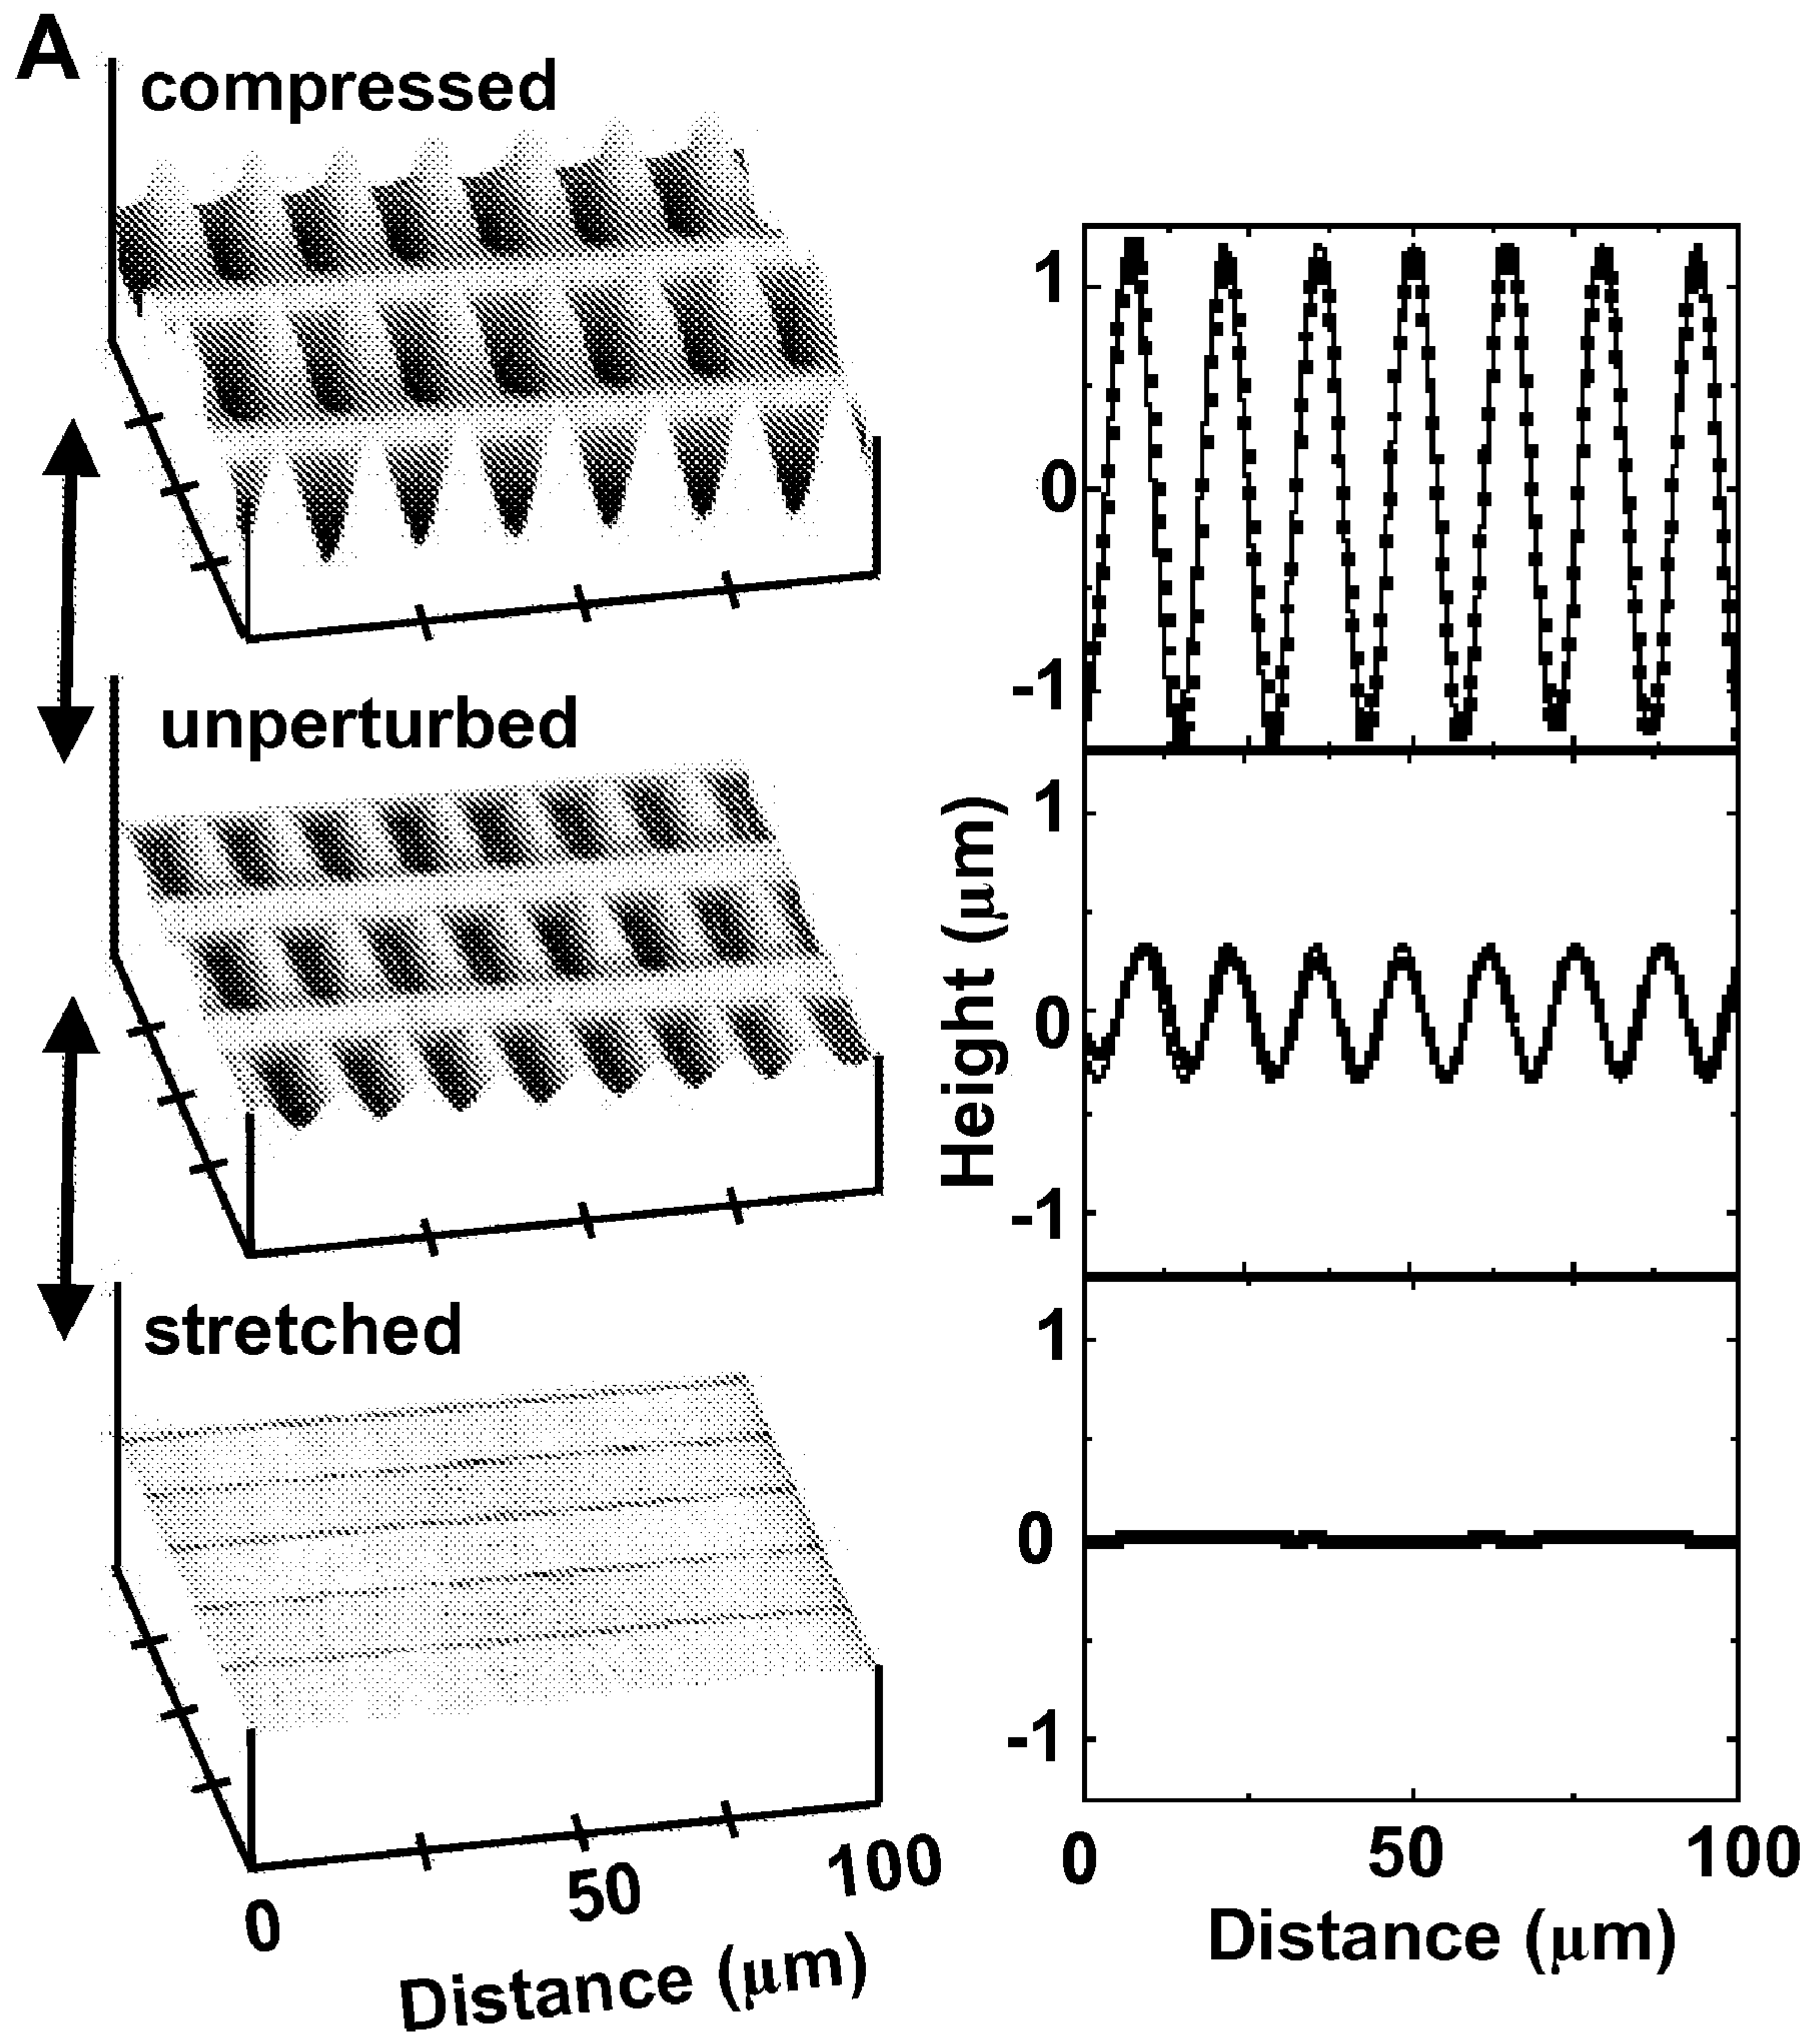 A
compressed
unperturbed
stretched
0
50
100
Distance (μm)
1
0
-1
1
0
-1
1
0
-1
Height (μm)
0
50
100
Distance (μm)